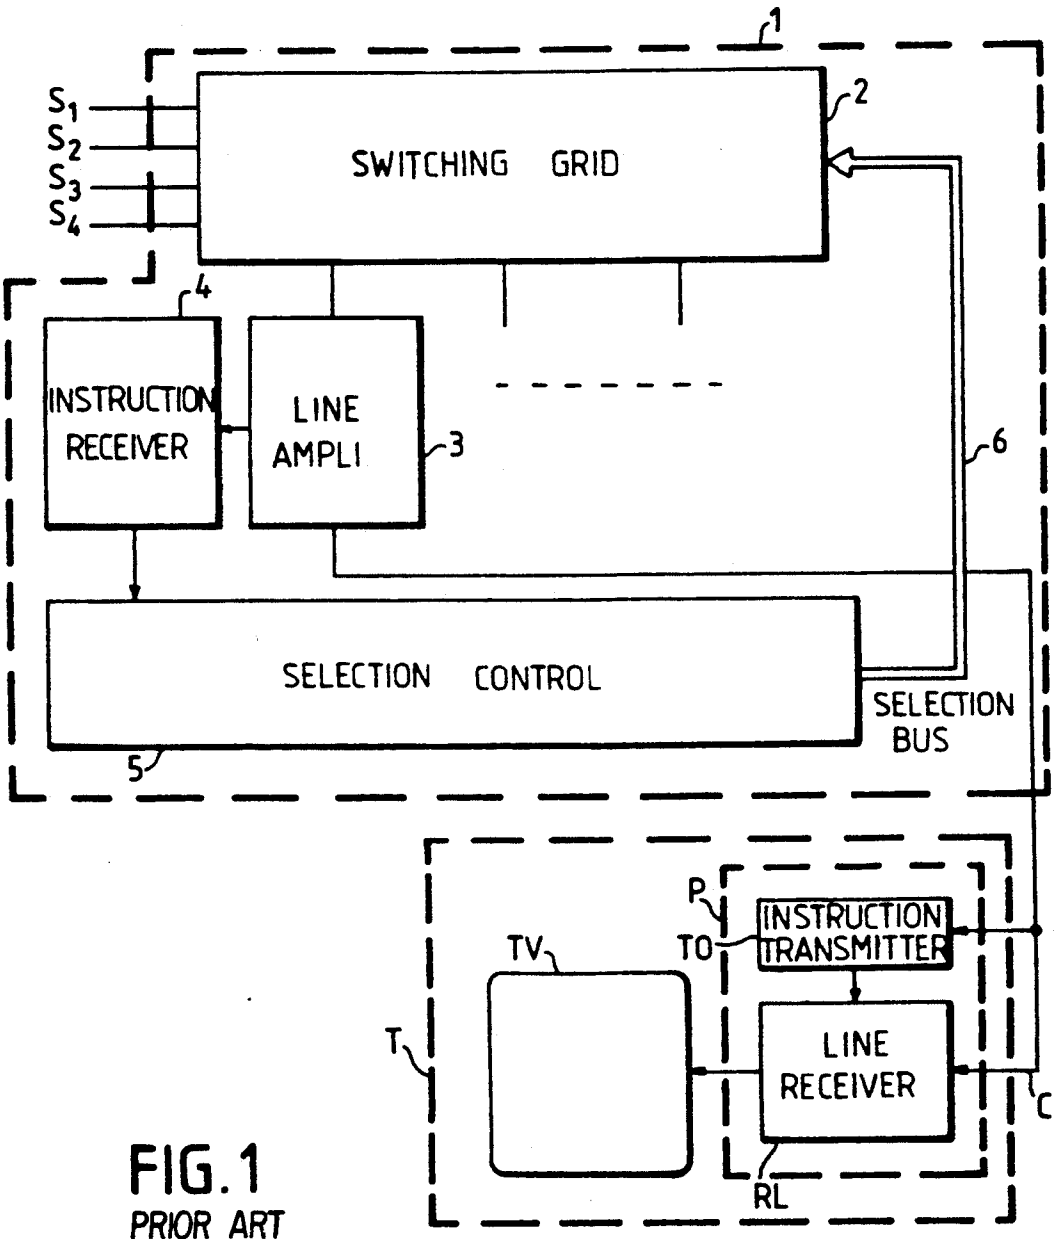 1
2
S1
S2
S3
S4
SWITCHING GRID
4
INSTRUCTION
RECEIVER
LINE
AMPLI
3
6
SELECTION CONTROL
SELECTION
BUS
5
P
INSTRUCTION
TRANSMITTER
TO
TV
T
LINE
RECEIVER
C
RL
FIG.1
PRIOR ART